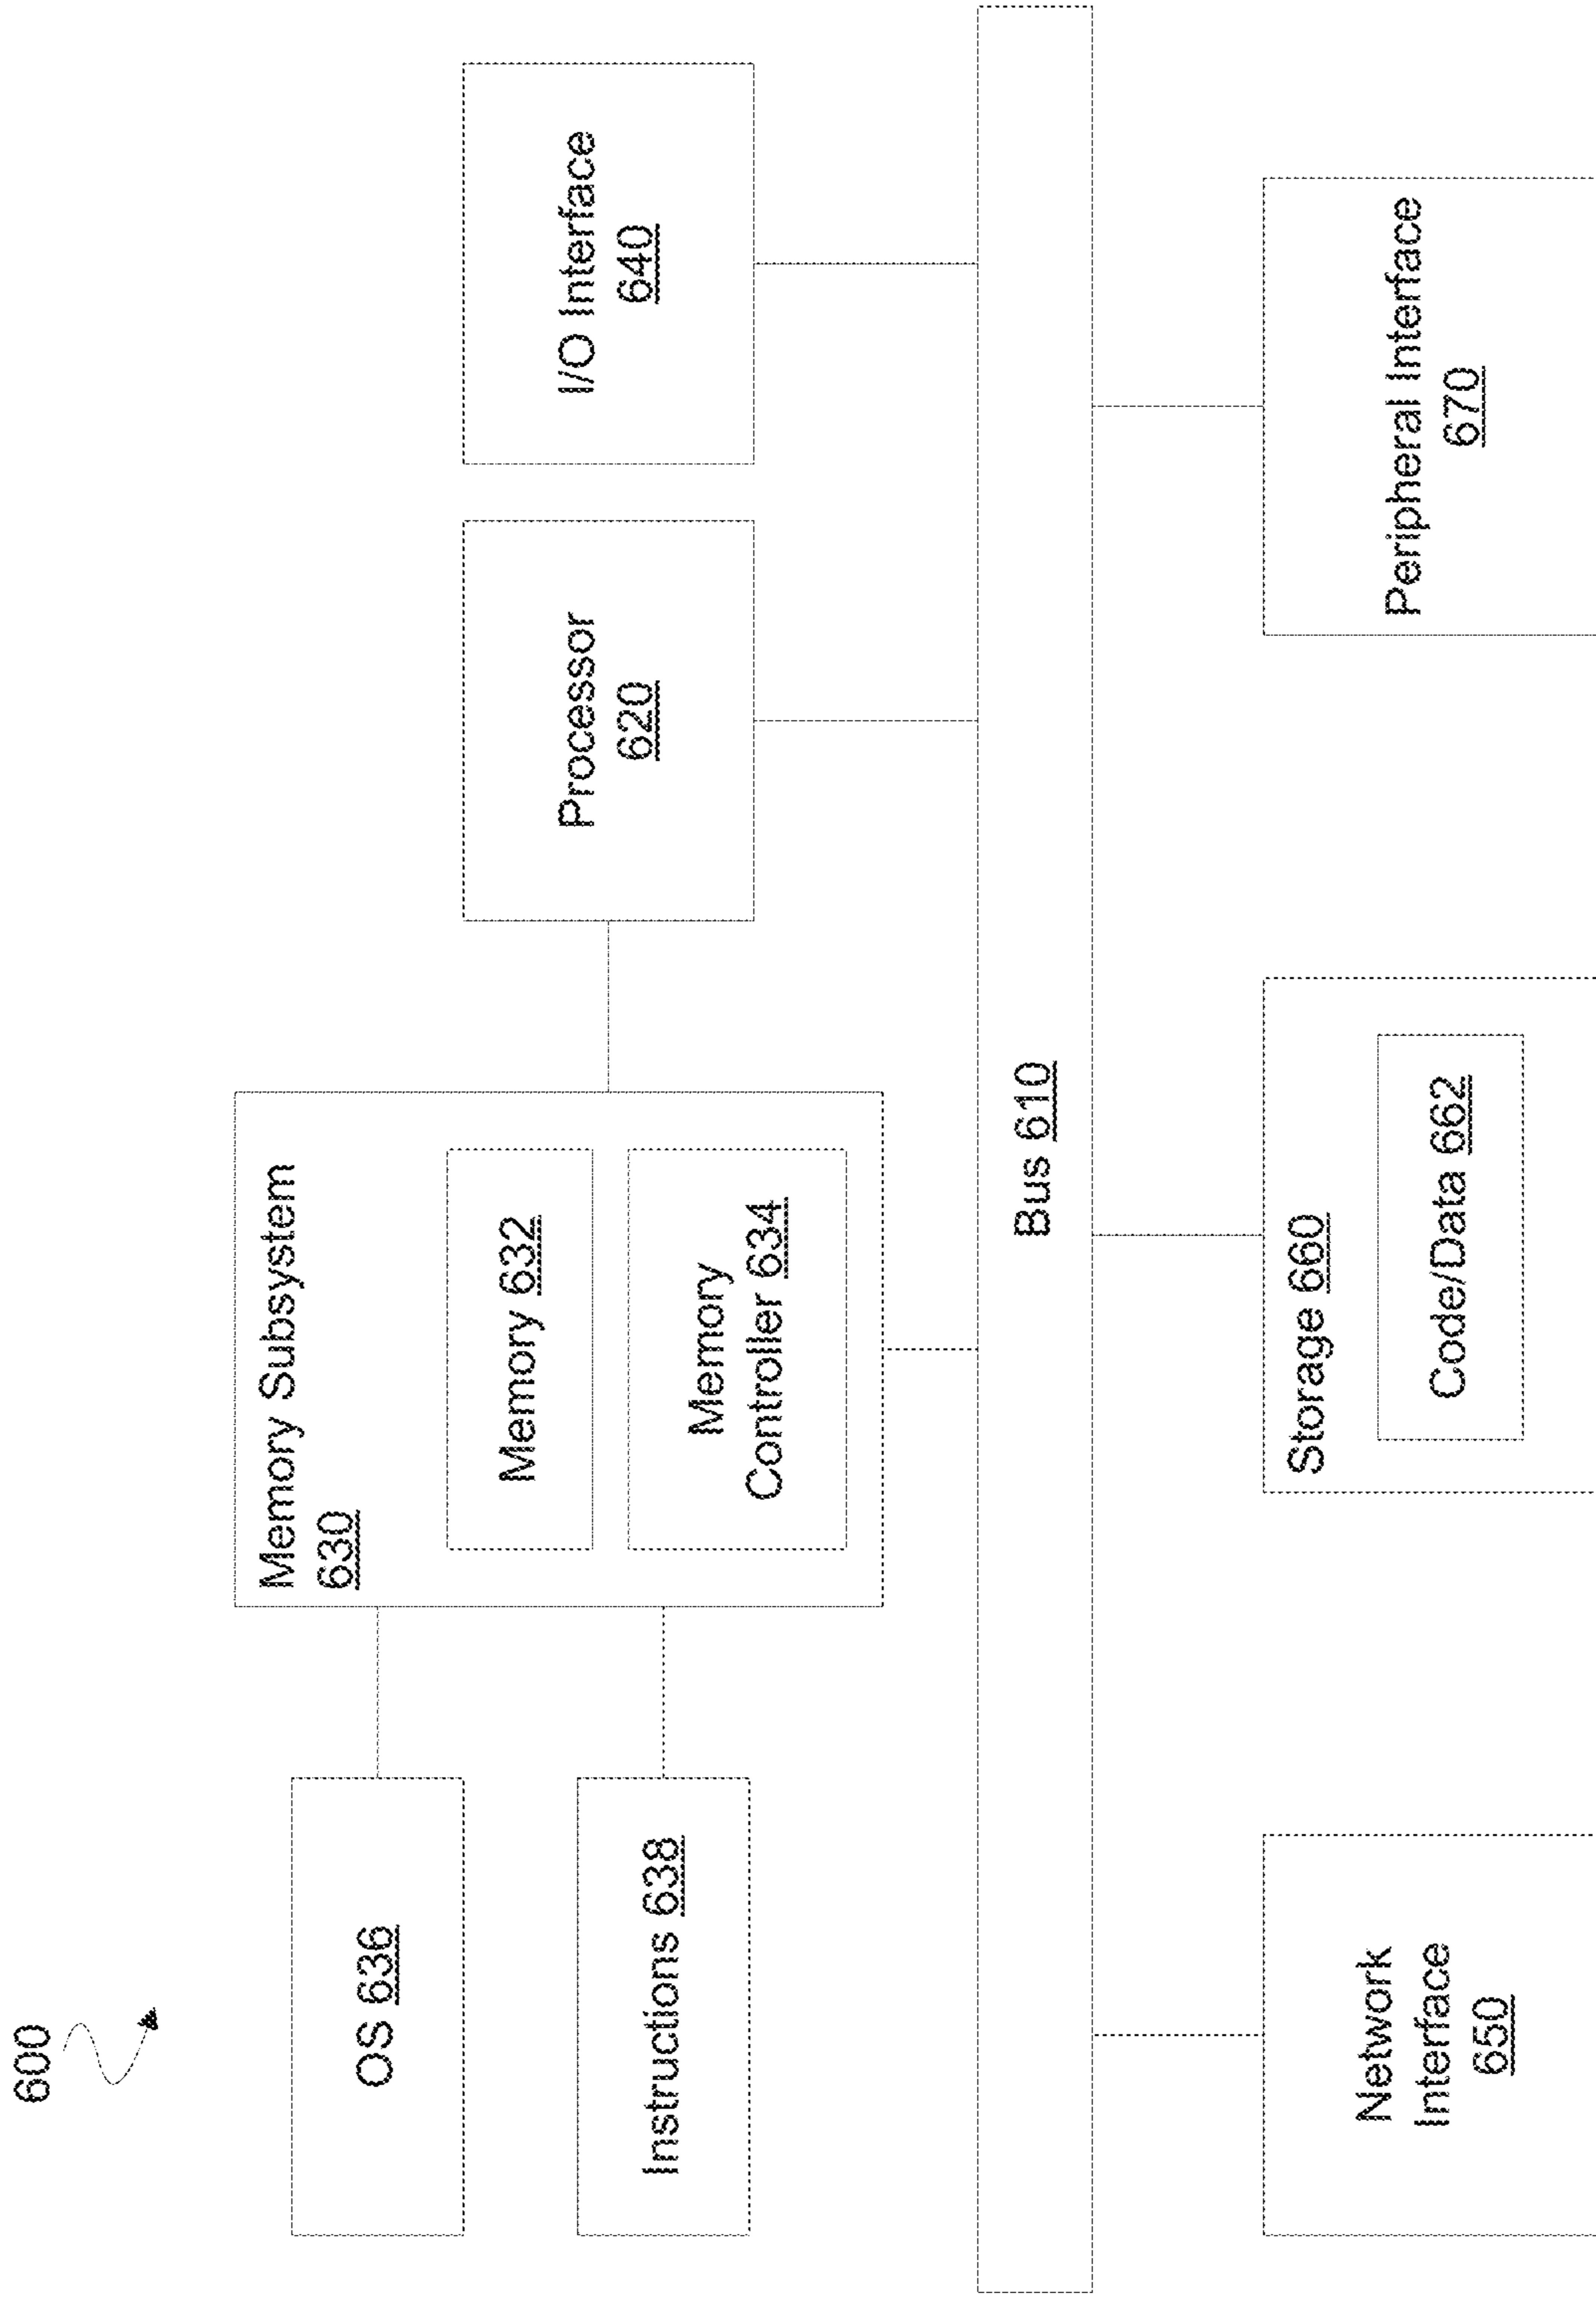 600
OS 636
Instructions 638
Memory Subsystem
630
Memory 632
Memory
Controller 634
Processor
620
I/O Interface
640
Bus 610
Network
Interface
650
Storage 660
Code/Data 662
Peripheral Interface
670